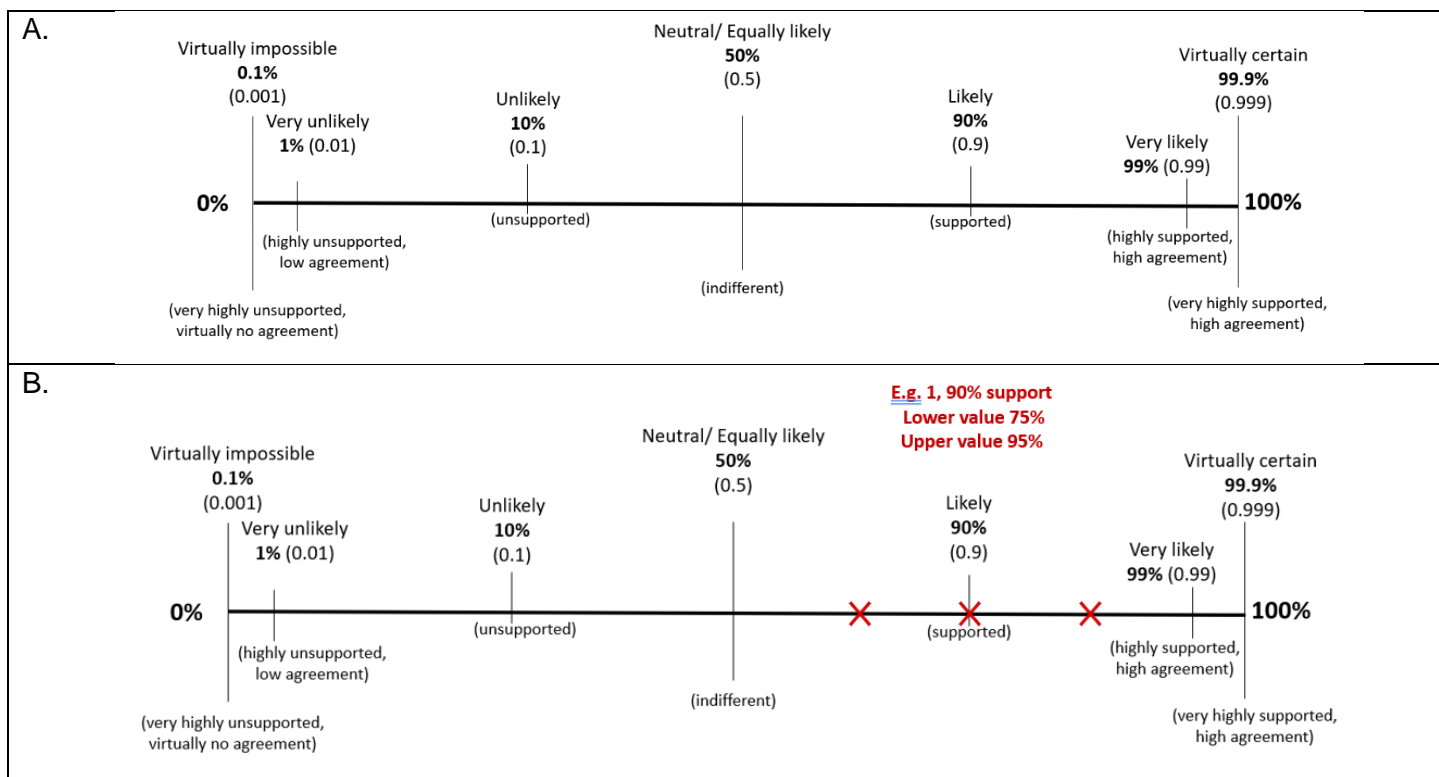 A.
Neutral/ Equally likely
50%
(0.5)
Virtually impossible
0.1%
(0.001)
Virtually certain
99.9%
(0.999)
Unlikely
10%
(0.1)
Likely
90%
(0.9)
Very unlikely
1% (0.01)
Very likely
99% (0.99)
0%
100%
(unsupported)
(supported)
(highly unsupported,
low agreement)
(highly supported,
high agreement)
(indifferent)
(very highly unsupported,
virtually no agreement)
(very highly supported,
high agreement)
B.
E.g. 1, 90% support
Lower value 75%
Upper value 95%
Neutral/ Equally likely
50%
(0.5)
Virtually impossible
0.1%
(0.001)
Virtually certain
99.9%
(0.999)
Unlikely
10%
(0.1)
Likely
90%
(0.9)
Very unlikely
1% (0.01)
Very likely
99% (0.99)
0%
100%
(unsupported)
(supported)
(highly unsupported,
low agreement)
(highly supported,
high agreement)
(indifferent)
(very highly unsupported,
virtually no agreement)
(very highly supported,
high agreement)